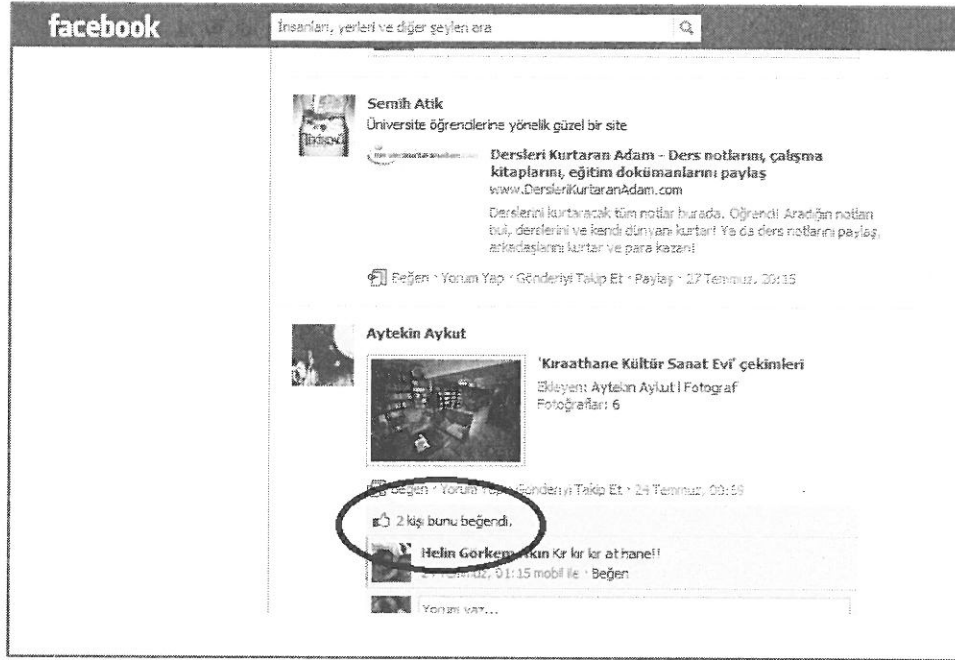 facebook
İnsanları, yerleri ve diğer şeyleri ara
Semih Atik
Üniversite öğrencilerine yönelik güzel bir site
Dersleri Kurtaran Adam - Ders notlarını, çalışma
kitaplarını, eğitim dokümanlarını paylaş
www.DersleriKurtaranAdam.com
Derslerini kurtaracak tüm notlar burada. Öğrenci! Aradığın notları
bul, derslerini ve kendi dünyanı kurtar! Ya da ders notlarını paylaş,
arkadaşlarını kurtar ve para kazan!
Beğen · Yorum Yap · Gönderiyi Takip Et · Paylaş · 27 Temmuz, 20:15
Aytekin Aykut
'Kıraathane Kültür Sanat Evi' çekimleri
Ekleyen: Aytekin Aykut | Fotograf
Fotoğraflar: 6
Beğen · Yorum Yap · Gönderiyi Takip Et · 24 Temmuz, 00:59
2 kişi bunu beğendi.
Helin Görkem Akın Kır kır kır at hane!!
24 Temmuz, 01:15 mobil ile · Beğen
Yorum yaz...